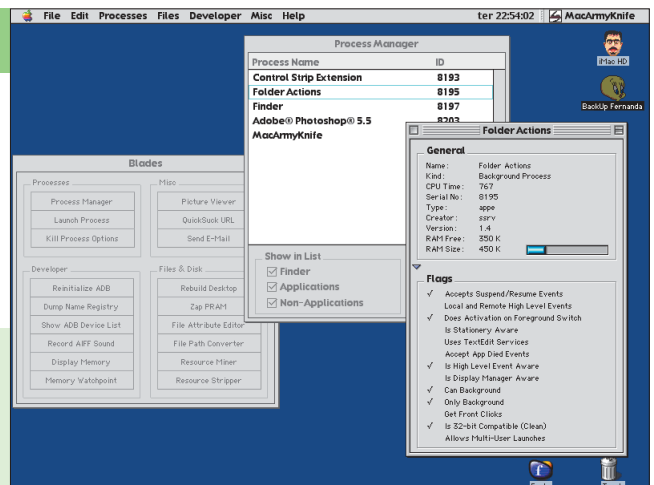 File Edit Processes Files Developer Misc Help ter 22:54:02 MacArmyKnife
iMac HD
BackUp Fernanda
Process Manager
Process Name ID
Control Strip Extension 8193
Folder Actions 8195
Finder 8197
Adobe® Photoshop® 5.5 8203
MacArmyKnife
Show in List
Finder
Applications
Non-Applications
Blades
Processes
Process Manager
Launch Process
Kill Process Options
Misc
Picture Viewer
QuickSuck URL
Send E-Mail
Developer
Reinitialize ADB
Dump Name Registry
Show ADB Device List
Record AIFF Sound
Display Memory
Memory Watchpoint
Files & Disk
Rebuild Desktop
Zap PRAM
File Attribute Editor
File Path Converter
Resource Miner
Resource Stripper
Folder Actions
General
Name: Folder Actions
Kind: Background Process
CPU Time: 767
Serial No: 8195
Type: appe
Creator: ssrv
Version: 1.4
RAM Free: 350 K
RAM Size: 450 K
Flags
√ Accepts Suspend/Resume Events
Local and Remote High Level Events
√ Does Activation on Foreground Switch
Is Stationery Aware
Uses TextEdit Services
Accept App Died Events
√ Is High Level Event Aware
Is Display Manager Aware
√ Can Background
√ Only Background
Get Front Clicks
√ Is 32-bit Compatible (Clean)
Allows Multi-User Launches